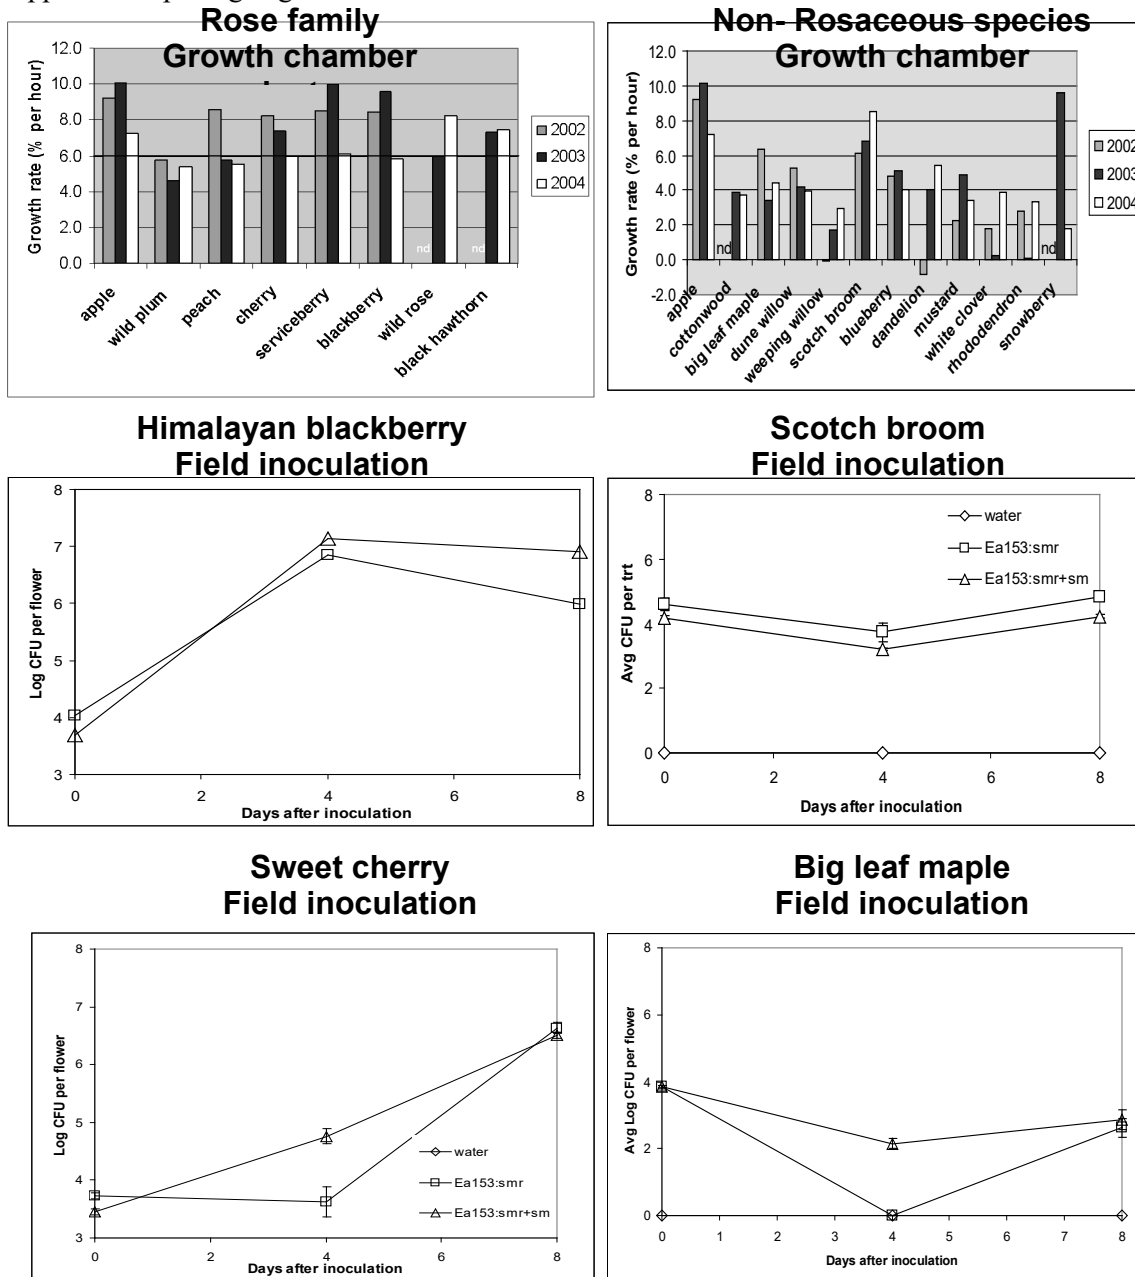 Rose family
Growth chamber
12.0
10.0
8.0
6.0
4.0
2.0
0.0
Growth rate (% per hour)
nd
nd
apple
wild plum
peach
cherry
serviceberry
blackberry
wild rose
black hawthorn
2002
2003
2004
Non- Rosaceous species
Growth chamber
12.0
10.0
8.0
6.0
4.0
2.0
0.0
-2.0
Growth rate (% per hour)
nd
nd
apple
cottonwood
big leaf maple
dune willow
weeping willow
scotch broom
blueberry
dandelion
mustard
white clover
rhododendron
snowberry
2002
2003
2004
Himalayan blackberry
Field inoculation
8
7
6
5
4
3
Log CFU per flower
0 2 4 6 8
Days after inoculation
Scotch broom
Field inoculation
8
6
4
2
0
Avg CFU per trt
water
Ea153:smr
Ea153:smr+sm
0 2 4 6 8
Days after inoculation
Sweet cherry
Field inoculation
8
7
6
5
4
3
Log CFU per flower
water
Ea153:smr
Ea153:smr+sm
0 2 4 6 8
Days after inoculation
Big leaf maple
Field inoculation
8
6
4
2
0
Avg Log CFU per flower
0 1 2 3 4 5 6 7 8
Days after inoculation